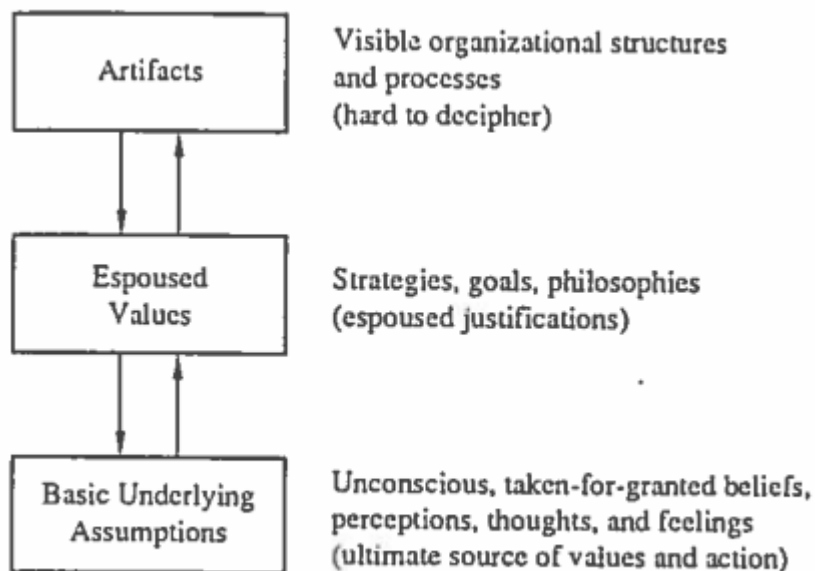 Artifacts
Visible organizational structures
and processes
(hard to decipher)
Espoused
Values
Strategies, goals, philosophies
(espoused justifications)
Basic Underlying
Assumptions
Unconscious, taken-for-granted beliefs,
perceptions, thoughts, and feelings
(ultimate source of values and action)